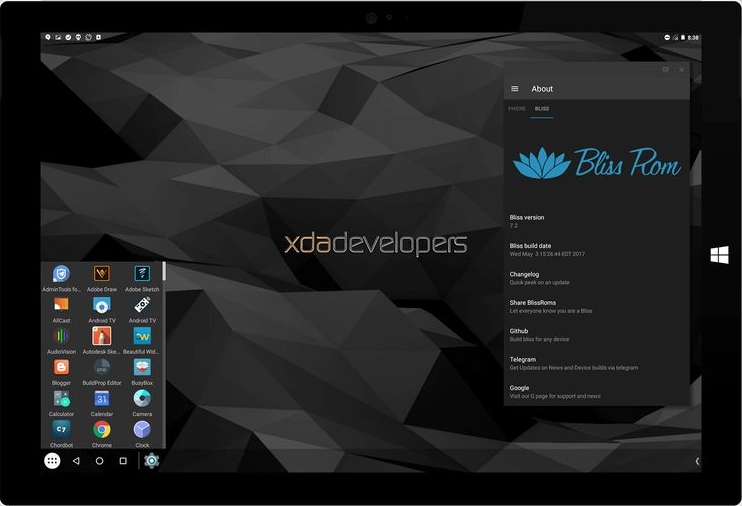 8:38
About
PHONE BLISS
Bliss Rom
Bliss version
7.2
Bliss build date
Wed May 3 15:26:44 EDT 2017
Changelog
Quick peek on an update
Share BlissRoms
Let everyone know you are a Bliss
Github
Build bliss for any device
Telegram
Get Updates on News and Device builds via telegram
Google
Visit our G page for support and news
xdadevelopers
AdminTools fo... Adobe Draw Adobe Sketch
AllCast Android TV Android TV
AudioVision Autodesk Ske... Beautiful Wid...
Blogger BuildProp Editor BusyBox
31
Calculator Calendar Camera
C7
Chordbot Chrome Clock